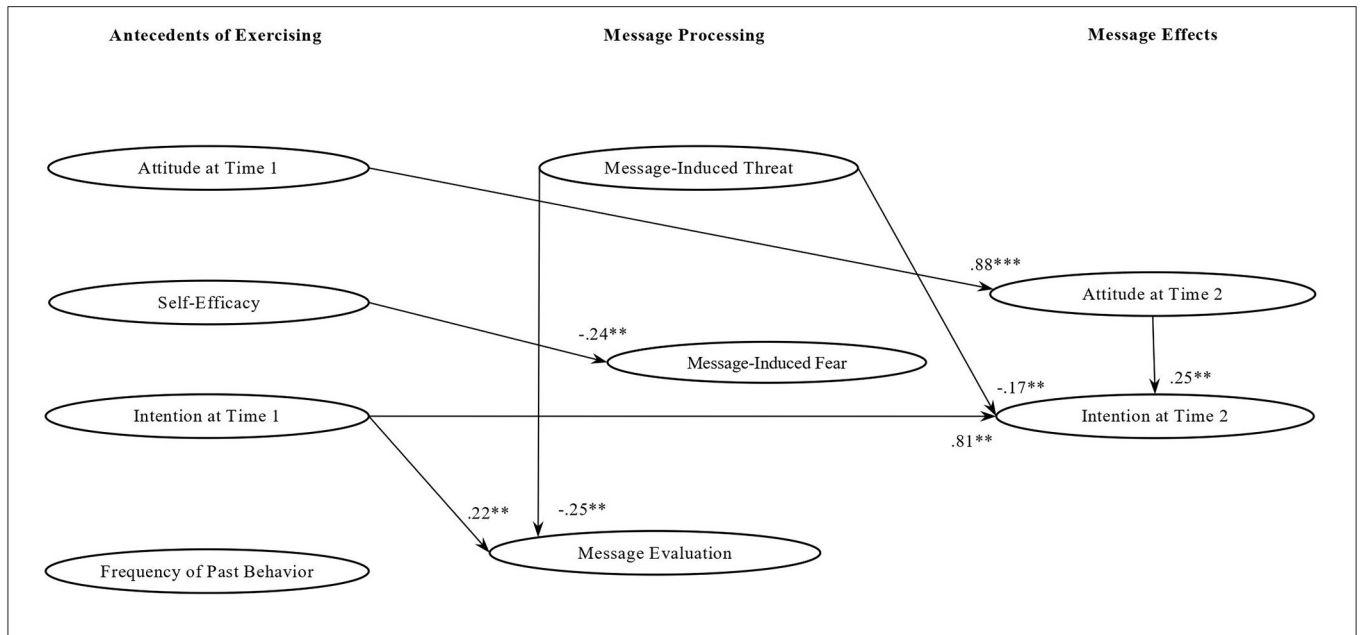 Antecedents of Exercising
Message Processing
Message Effects
Attitude at Time 1
Message-Induced Threat
.88***
Self-Efficacy
Attitude at Time 2
-.24**
Message-Induced Fear
-.17**
.25**
Intention at Time 1
Intention at Time 2
.81**
.22**
-.25**
Message Evaluation
Frequency of Past Behavior